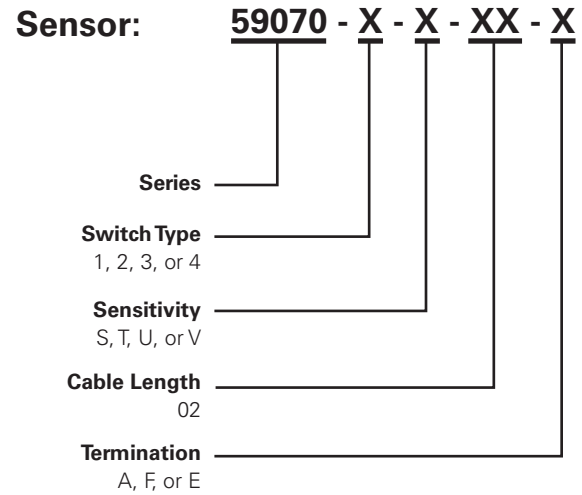 Sensor: 59070 - X - X - XX - X
Series
Switch Type
1, 2, 3, or 4
Sensitivity
S, T, U, or V
Cable Length
02
Termination
A, F, or E